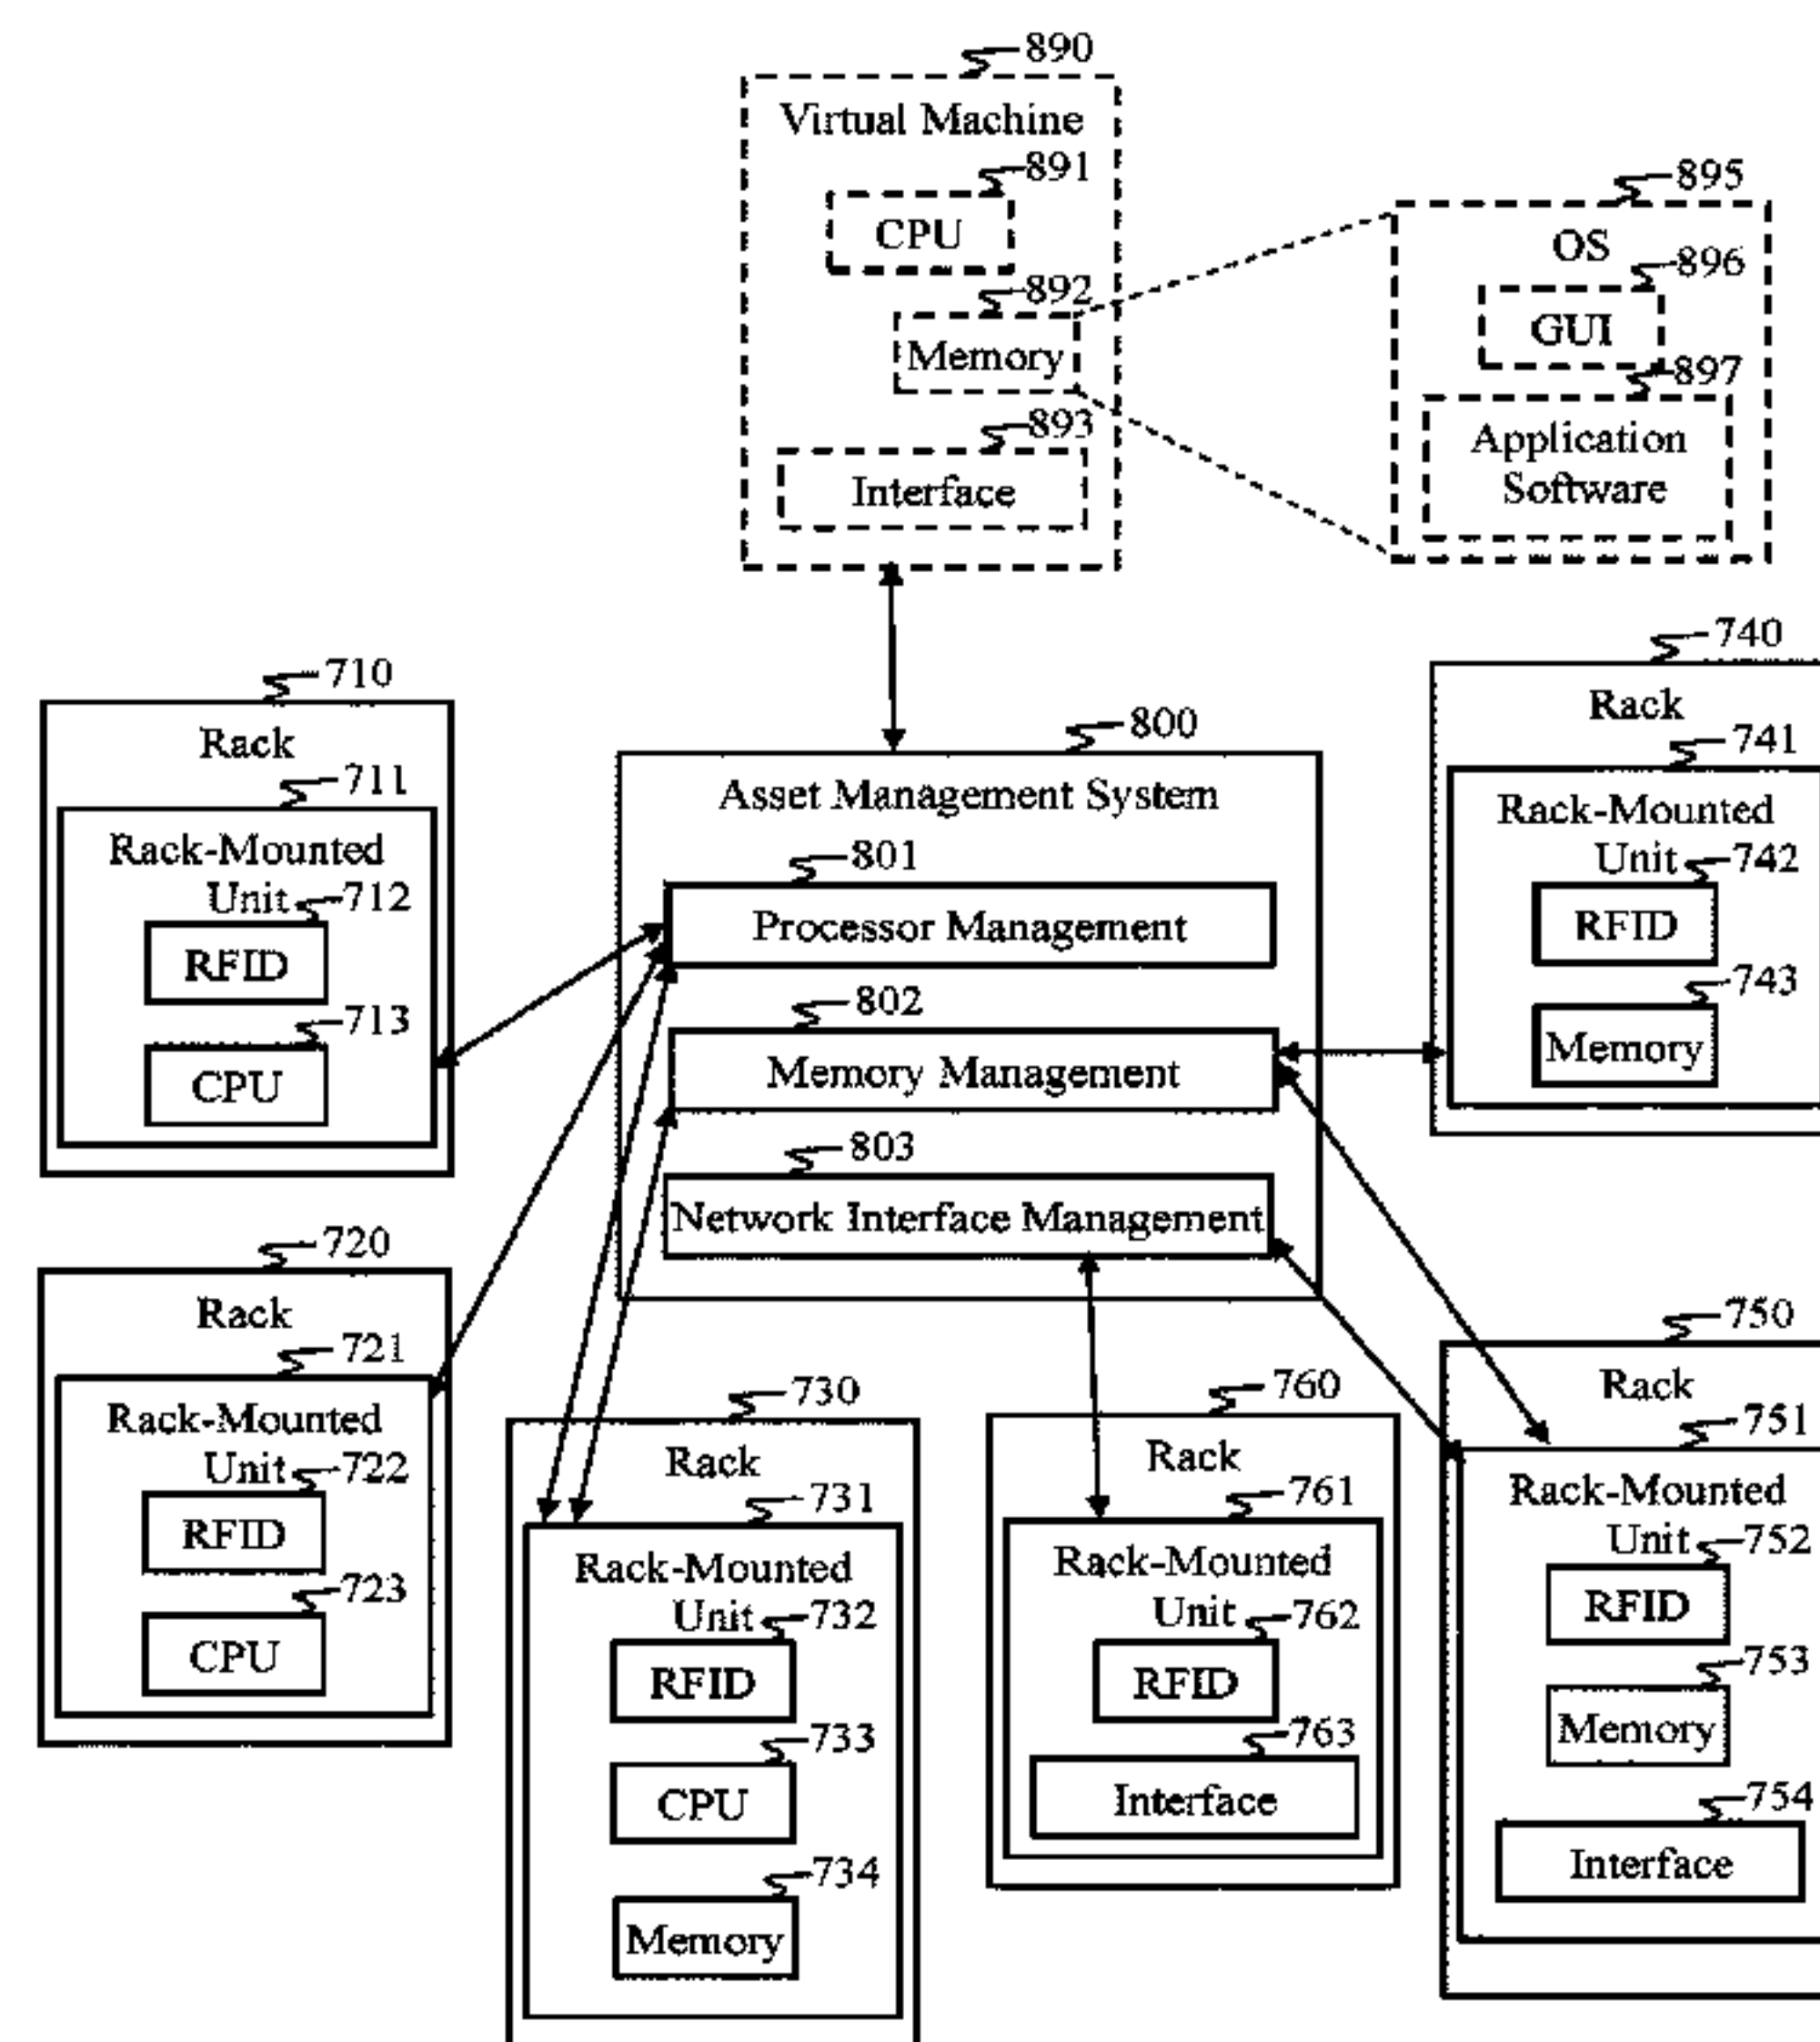 890
Virtual Machine
891
CPU
892
Memory
893
Interface
895
OS
896
GUI
897
Application
Software
710
Rack
711
Rack-Mounted
Unit
712
RFID
713
CPU
720
Rack
721
Rack-Mounted
Unit
722
RFID
723
CPU
800
Asset Management System
801
Processor Management
802
Memory Management
803
Network Interface Management
740
Rack
741
Rack-Mounted
Unit
742
RFID
743
Memory
730
Rack
731
Rack-Mounted
Unit
732
RFID
733
CPU
734
Memory
760
Rack
761
Rack-Mounted
Unit
762
RFID
763
Interface
750
Rack
751
Rack-Mounted
Unit
752
RFID
753
Memory
754
Interface